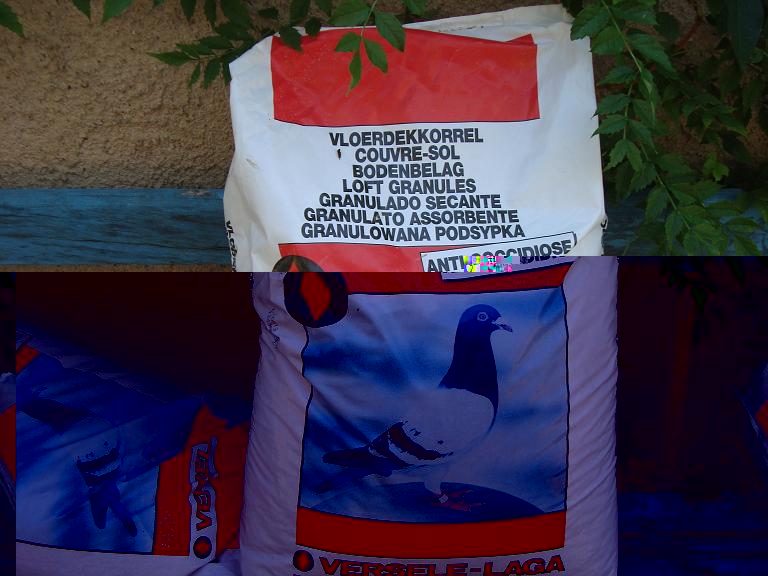 VLOERDEKKORREL
COUVRE-SOL
BODENBELAG
LOFT GRANULES
GRANULADO SECANTE
GRANULATO ASSORBENTE
GRANULOWANA PODSYPKA
VERSELE-LAGA